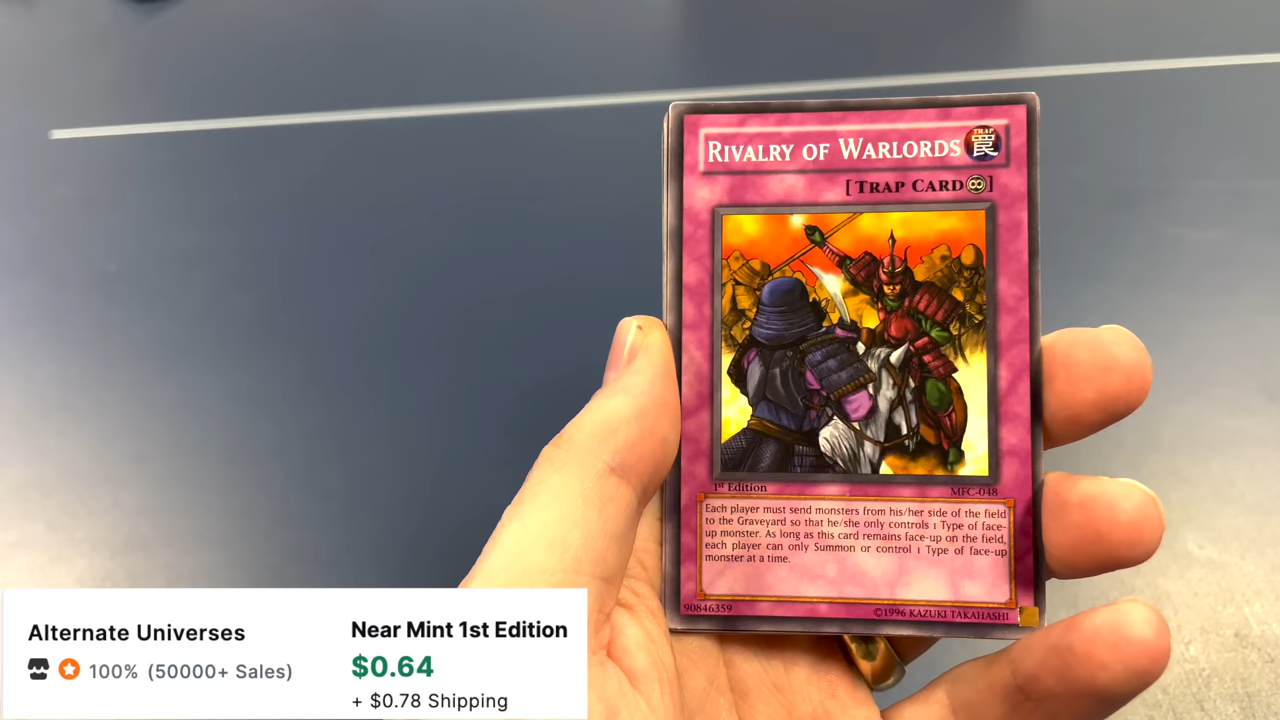 RIVALRY OF WARLORDS
TRAP
罠
[TRAP CARD]
1st Edition
MFC-048
Each player must send monsters from his/her side of the field
to the Graveyard so that he/she only controls 1 Type of face-
up monster. As long as this card remains face-up on the field,
each player can only Summon or control 1 Type of face-up
monster at a time.
90846359
©1996 KAZUKI TAKAHASHI
Alternate Universes
100% (50000+ Sales)
Near Mint 1st Edition
$0.64
+ $0.78 Shipping